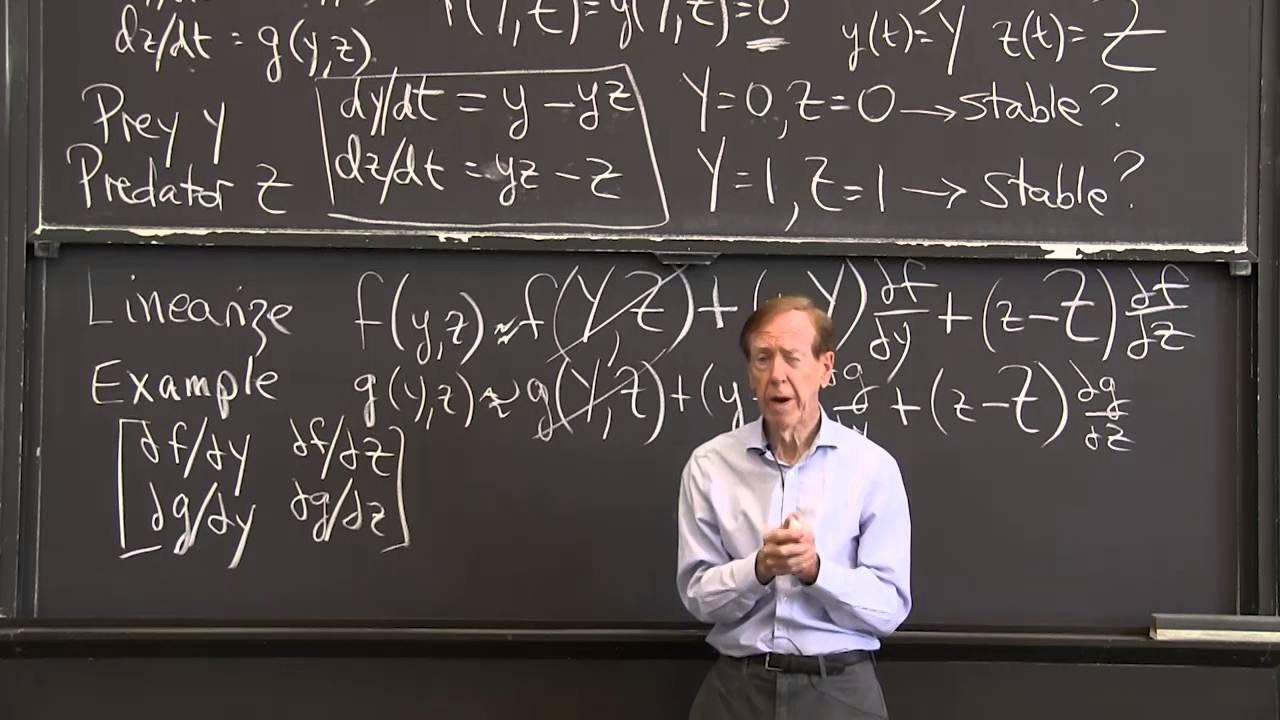 dz/dt = g(y,z)
f(Y,Z)=g(Y,Z)=0
y(t)=Y z(t)=Z
Prey y
Predator z
dy/dt = y - yz
dz/dt = yz - z
Y=0, Z=0 → stable?
Y=1, Z=1 → stable?
Linearize f(y,z) ≈ f(Y,Z) + ( Y) ∂f/∂y + (z-Z) ∂f/∂z
Example g(y,z) ≈ g(Y,Z) + (y- ∂g + (z-Z) ∂g/∂z
[∂f/∂y ∂f/∂z
∂g/∂y ∂g/∂z]